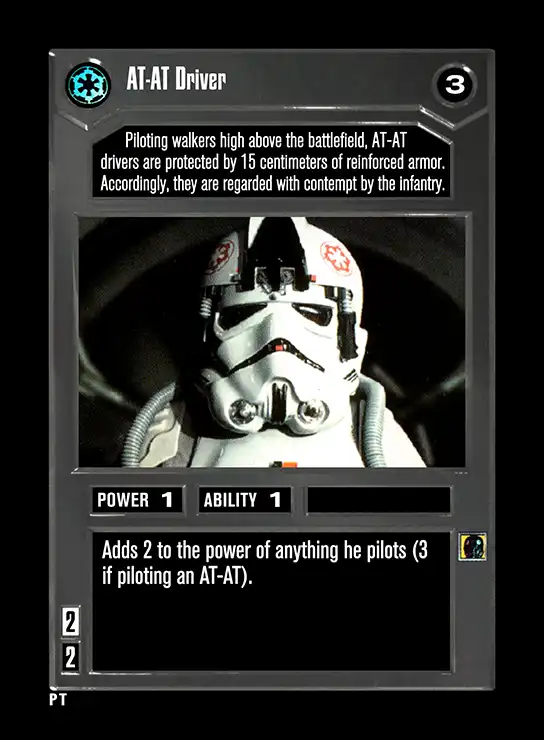 AT-AT Driver
3
Piloting walkers high above the battlefield, AT-AT
drivers are protected by 15 centimeters of reinforced armor.
Accordingly, they are regarded with contempt by the infantry.
POWER 1 ABILITY 1
Adds 2 to the power of anything he pilots (3
if piloting an AT-AT).
2
2
PT